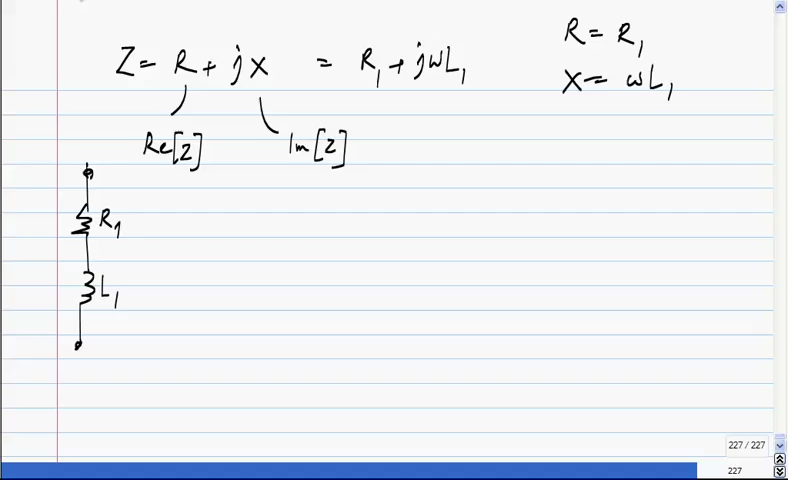 Z = R + jX = R1 + jωL1
R = R1
X = ωL1
Re[Z]
Im[Z]
R1
L1
227 / 227
227